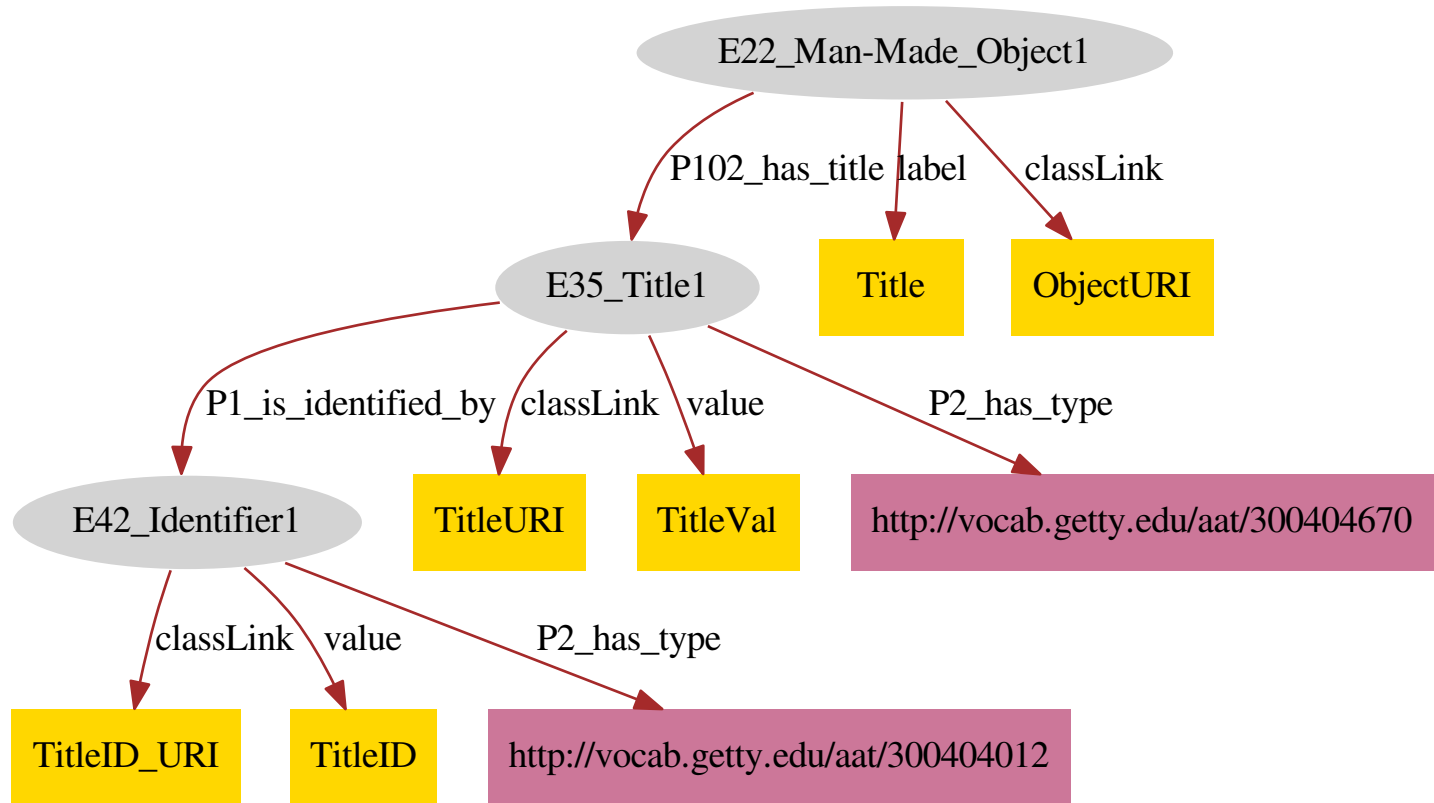 E22_Man-Made_Object1
P102_has_title
label
classLink
E35_Title1
Title
ObjectURI
P1_is_identified_by
classLink
value
P2_has_type
E42_Identifier1
TitleURI
TitleVal
http://vocab.getty.edu/aat/300404670
classLink
value
P2_has_type
TitleID_URI
TitleID
http://vocab.getty.edu/aat/300404012